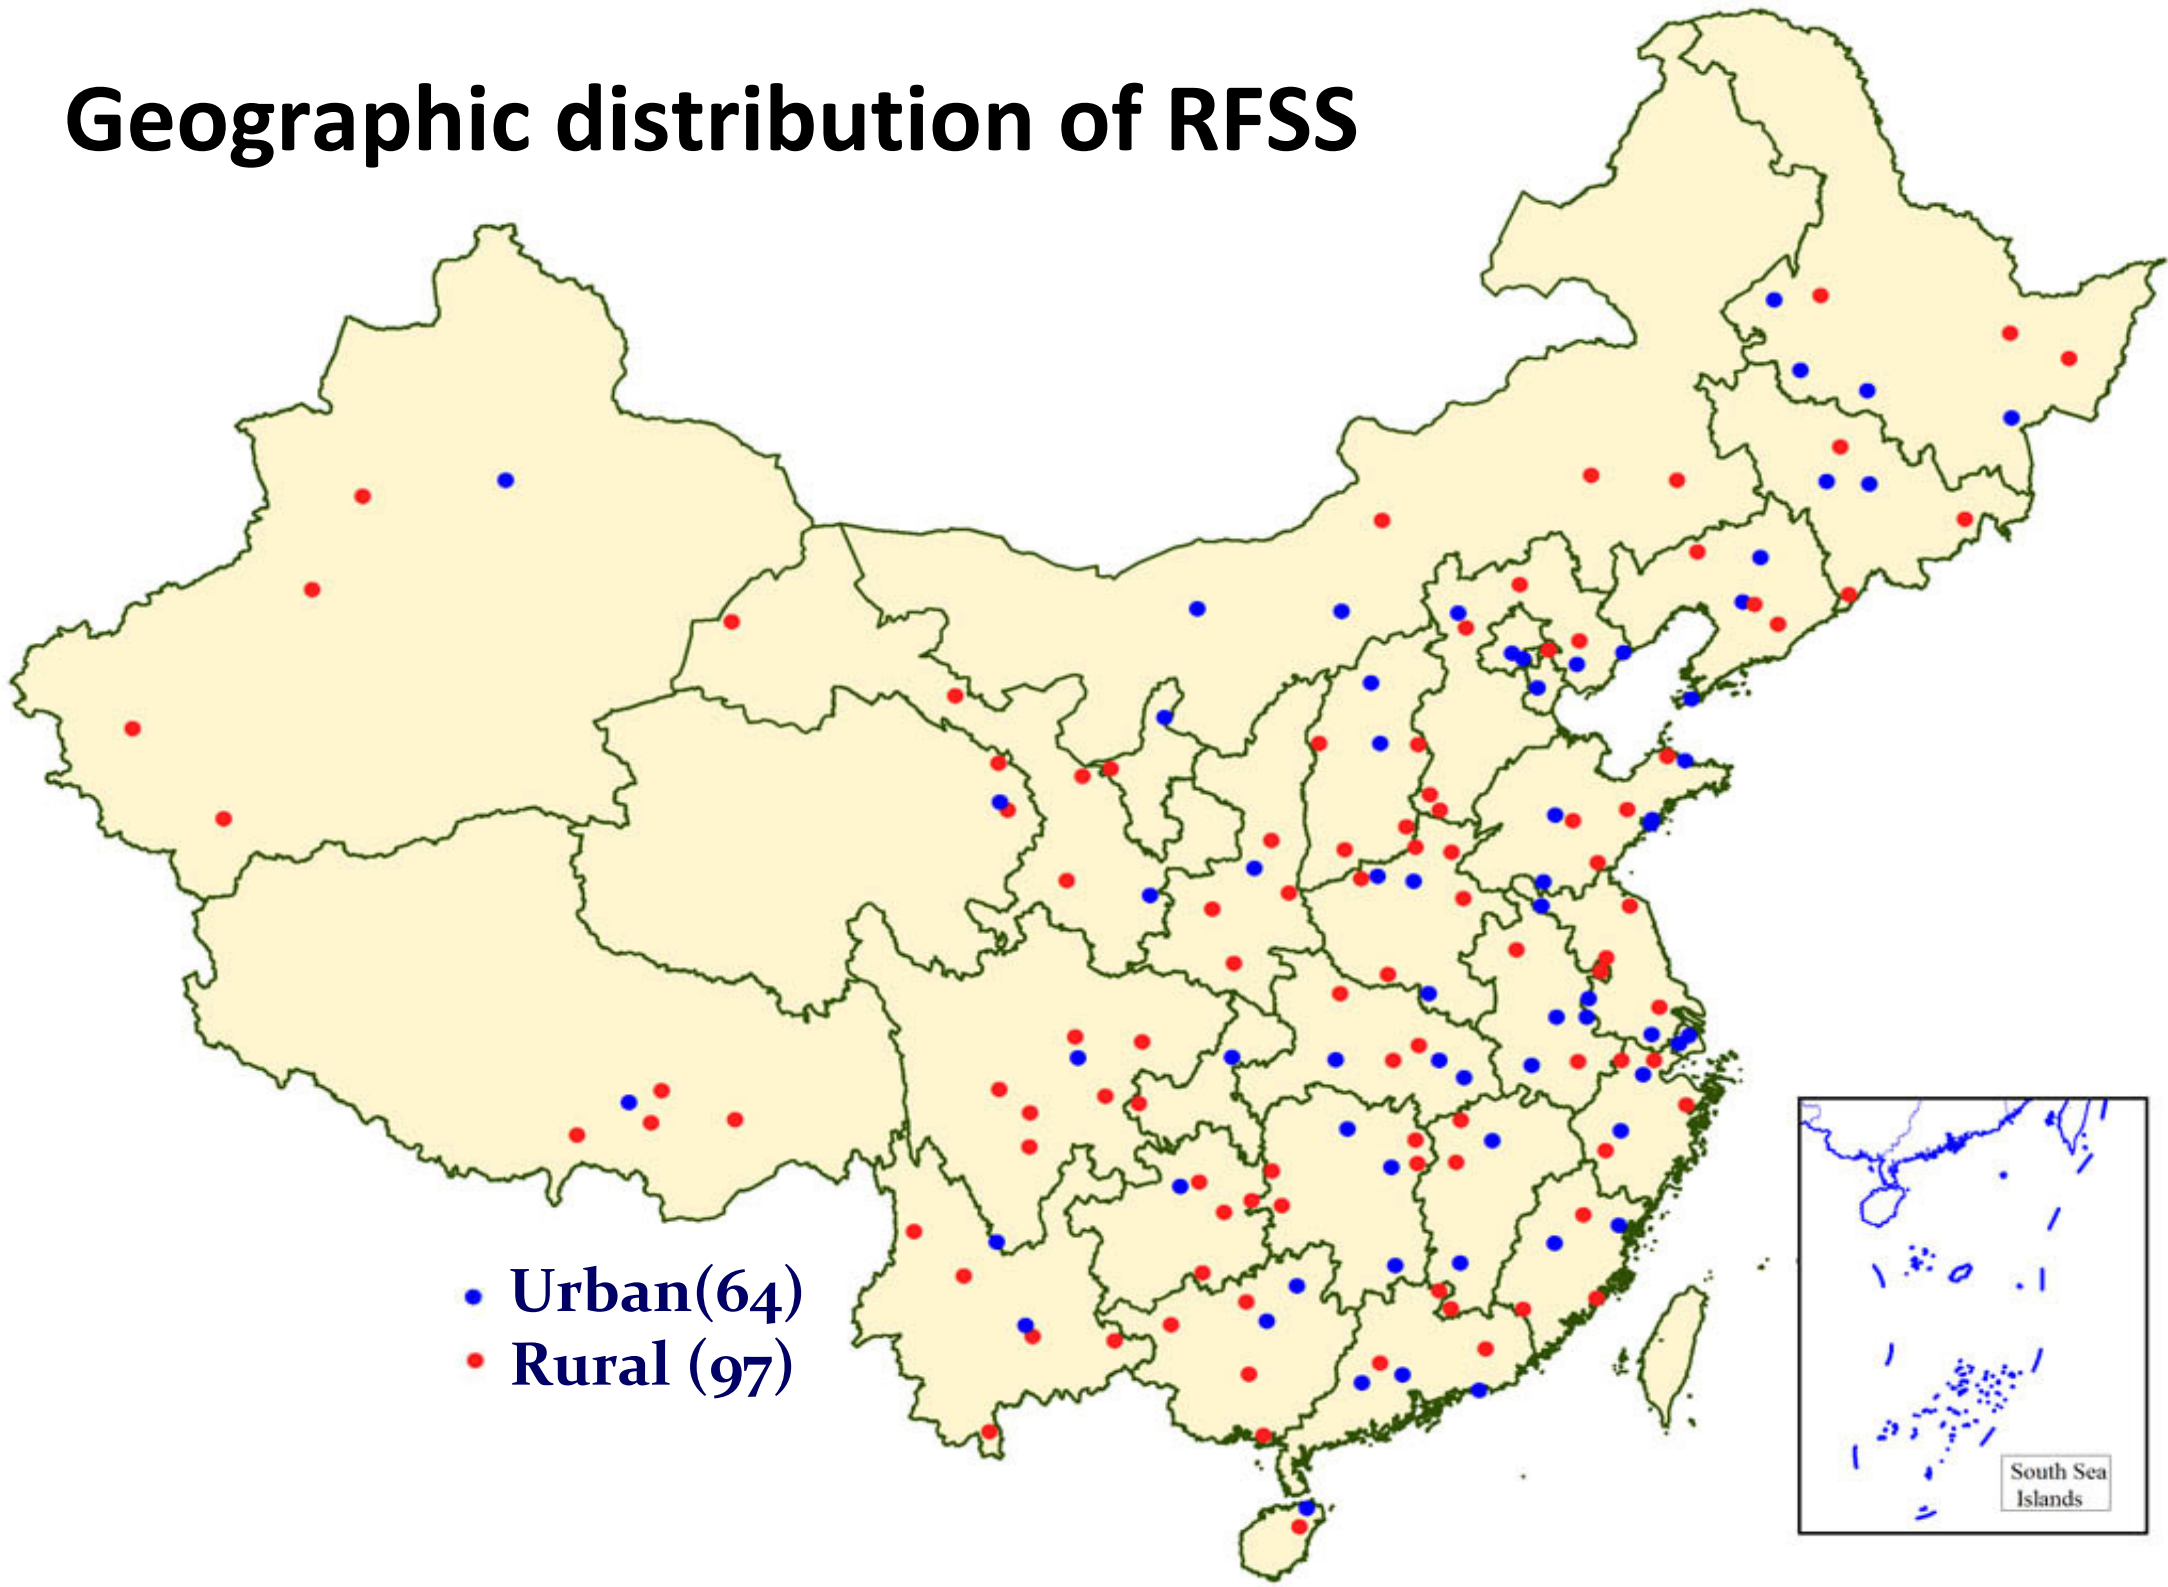 Geographic distribution of RFSS
Urban(64)
Rural (97)
South Sea
Islands